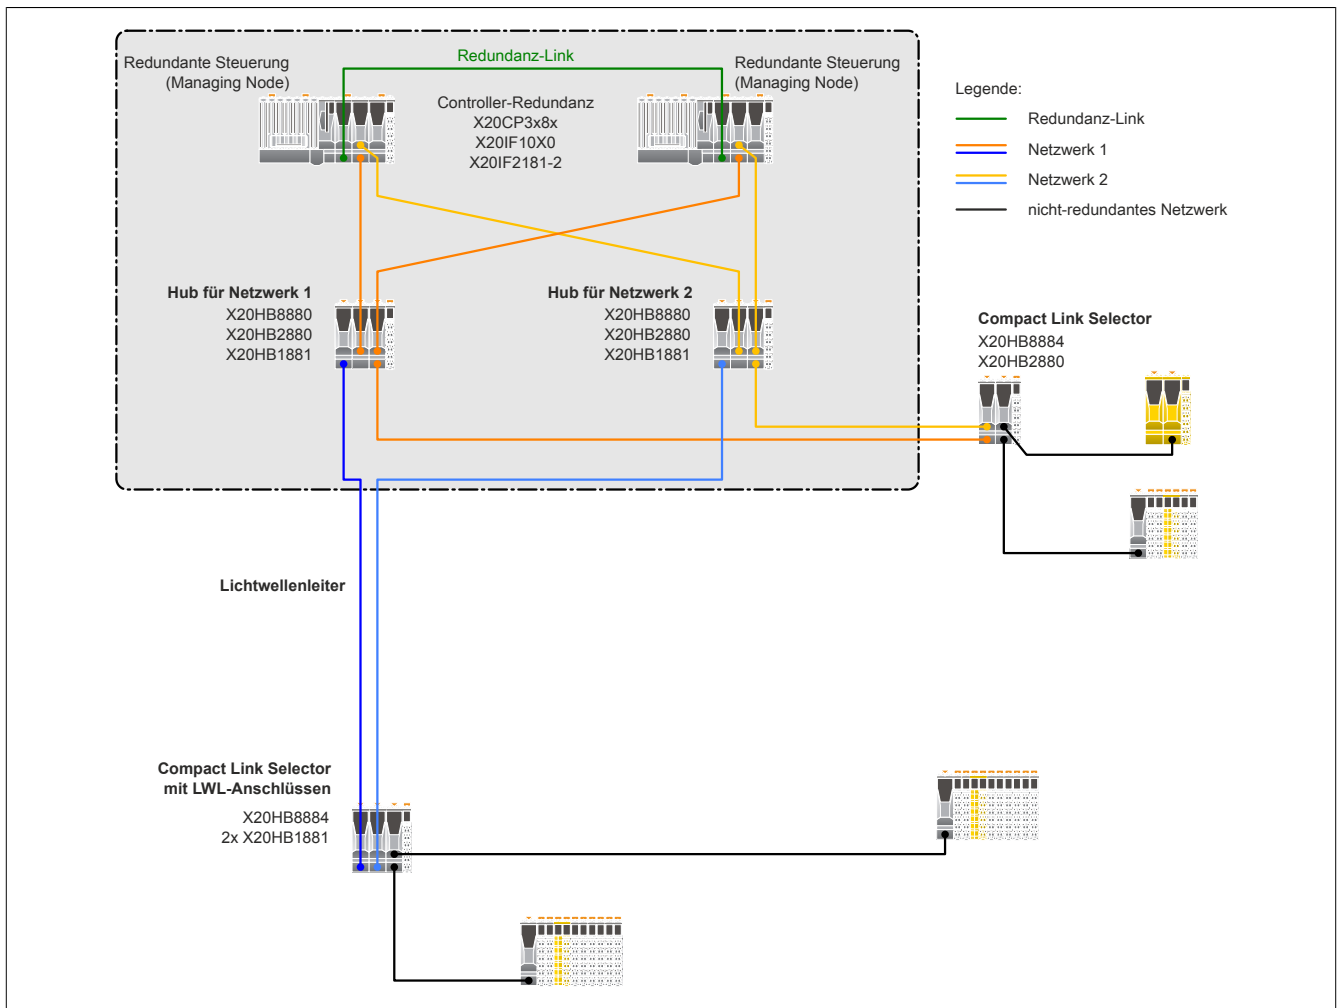 Redundante Steuerung
(Managing Node)
Redundanz-Link
Redundante Steuerung
(Managing Node)
Controller-Redundanz
X20CP3x8x
X20IF10X0
X20IF2181-2
Legende:
Redundanz-Link
Netzwerk 1
Netzwerk 2
nicht-redundantes Netzwerk
Hub für Netzwerk 1
X20HB8880
X20HB2880
X20HB1881
Hub für Netzwerk 2
X20HB8880
X20HB2880
X20HB1881
Compact Link Selector
X20HB8884
X20HB2880
Lichtwellenleiter
Compact Link Selector
mit LWL-Anschlüssen
X20HB8884
2x X20HB1881